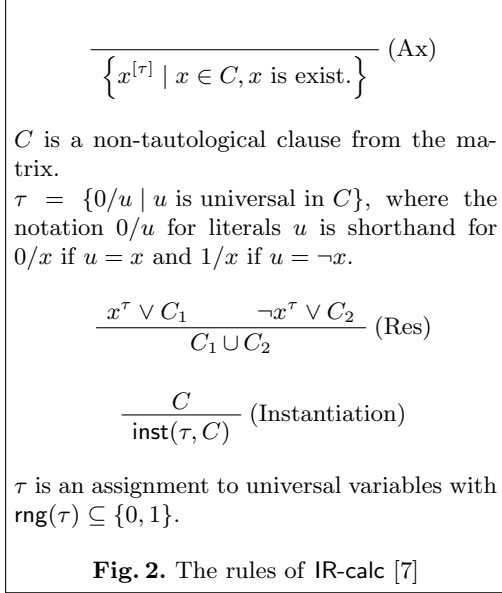 (Ax)
{x^{[τ]} | x ∈ C, x is exist.}
C is a non-tautological clause from the ma-
trix.
τ = {0/u | u is universal in C}, where the
notation 0/u for literals u is shorthand for
0/x if u = x and 1/x if u = ¬x.
x^τ ∨ C₁ ¬x^τ ∨ C₂ (Res)
C₁ ∪ C₂
C (Instantiation)
inst(τ, C)
τ is an assignment to universal variables with
rng(τ) ⊆ {0, 1}.
Fig. 2. The rules of IR-calc [7]